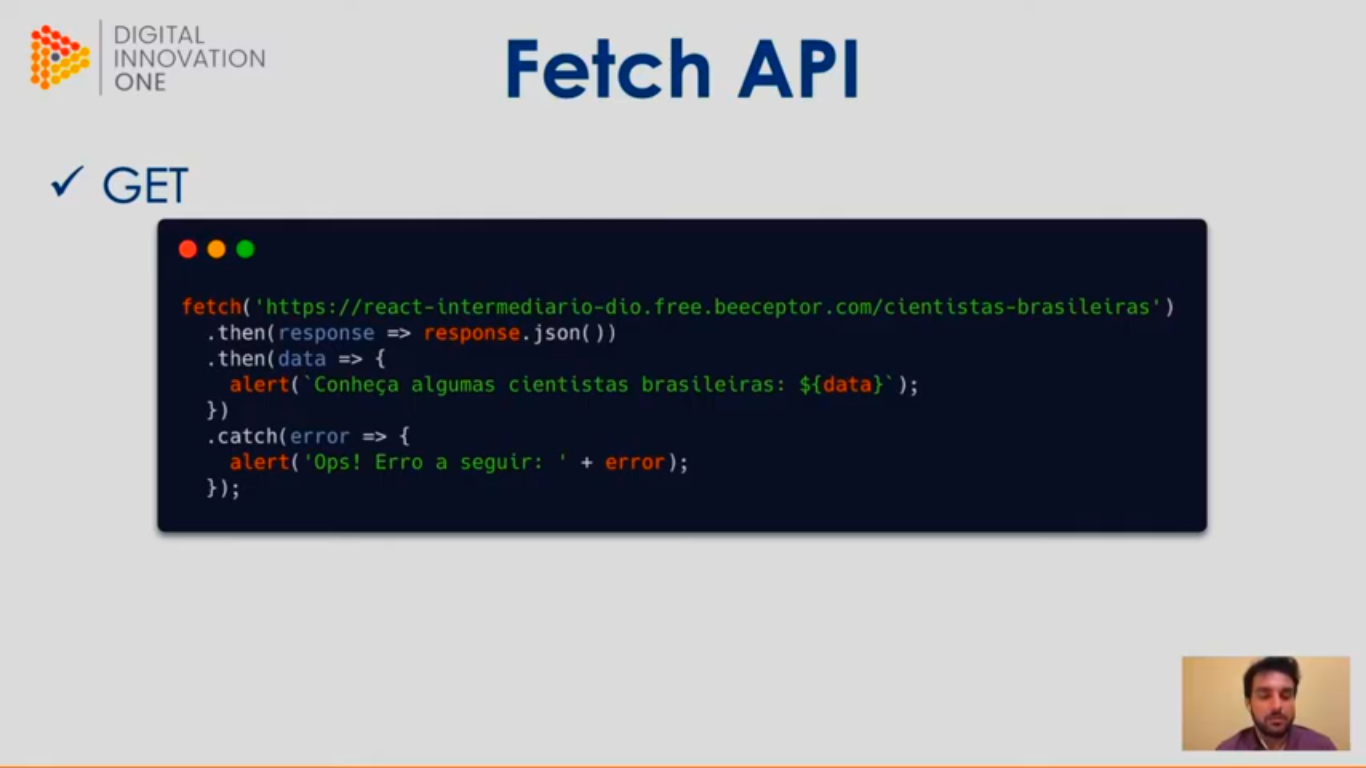 DIGITAL
INNOVATION
ONE
Fetch API
✓ GET
fetch('https://react-intermediario-dio.free.beeceptor.com/cientistas-brasileiras')
  .then(response => response.json())
  .then(data => {
    alert(`Conheça algumas cientistas brasileiras: ${data}`);
  })
  .catch(error => {
    alert('Ops! Erro a seguir: ' + error);
  });